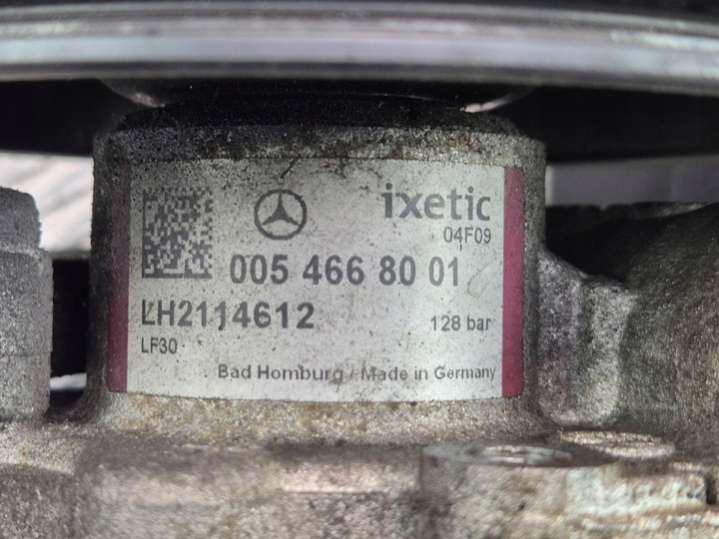 ixetic
04F09
005 466 80 01
LH2114612
128 bar
LF30
Bad Homburg / Made in Germany